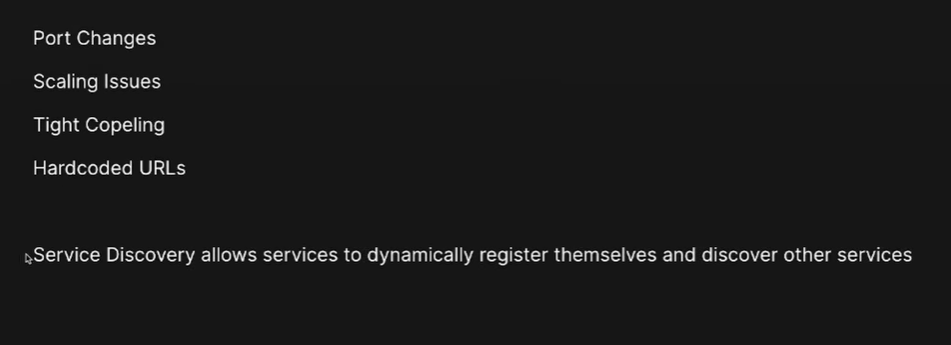 Port Changes
Scaling Issues
Tight Copeling
Hardcoded URLs
Service Discovery allows services to dynamically register themselves and discover other services